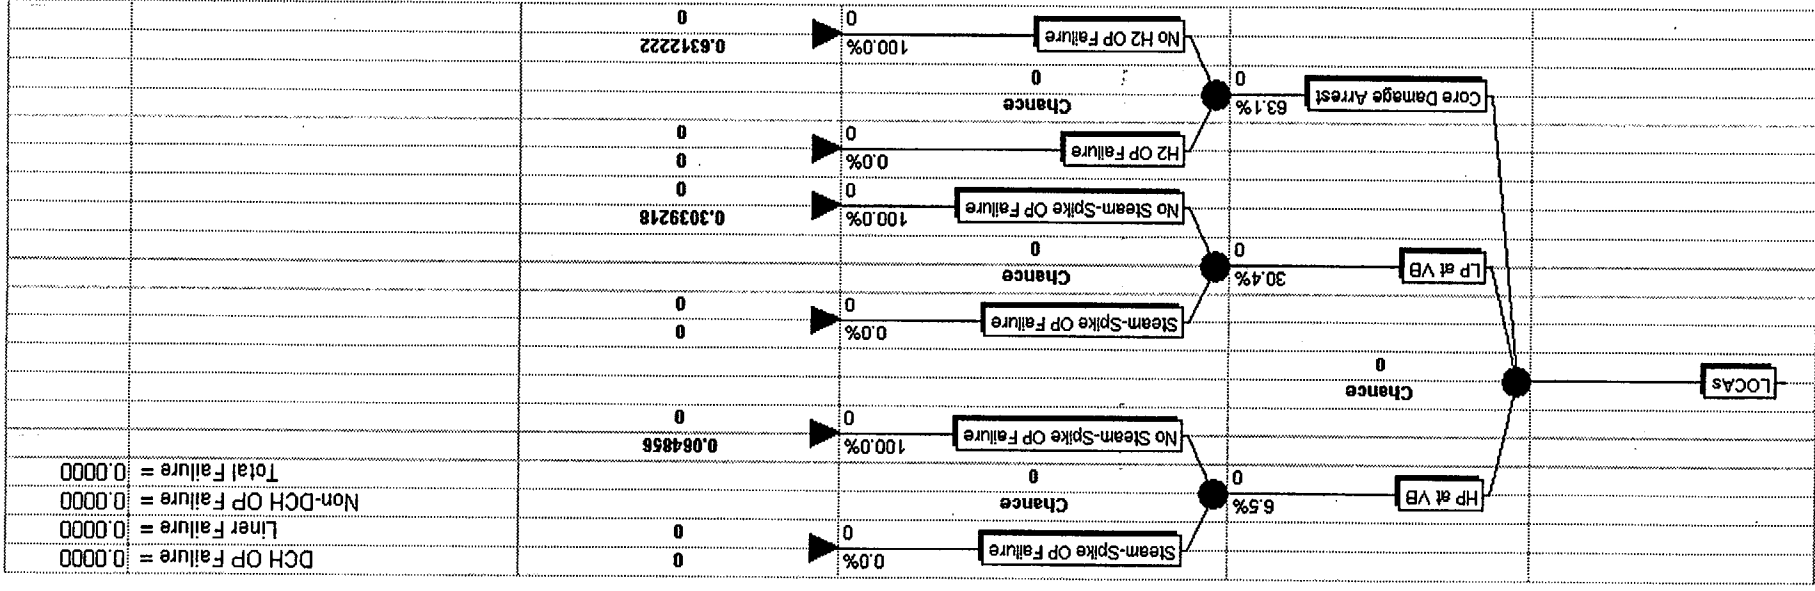 0.0% 0 DCH OP Failure = 0.0000
Steam-Spike OP Failure 0 0 Liner Failure = 0.0000
6.5% Chance Non-DCH OP Failure = 0.0000
HP at VB 0 0 Total Failure = 0.0000
100.0% 0.064856
No Steam-Spike OP Failure 0 0
Chance
LOCAs 0
0.0% 0
Steam-Spike OP Failure 0 0
30.4% Chance
LP at VB 0 0
100.0% 0.3039218
No Steam-Spike OP Failure 0 0
0.0% 0
H2 OP Failure 0 0
63.1% Chance
Core Damage Arrest 0 0
100.0% 0.6312222
No H2 OP Failure 0 0